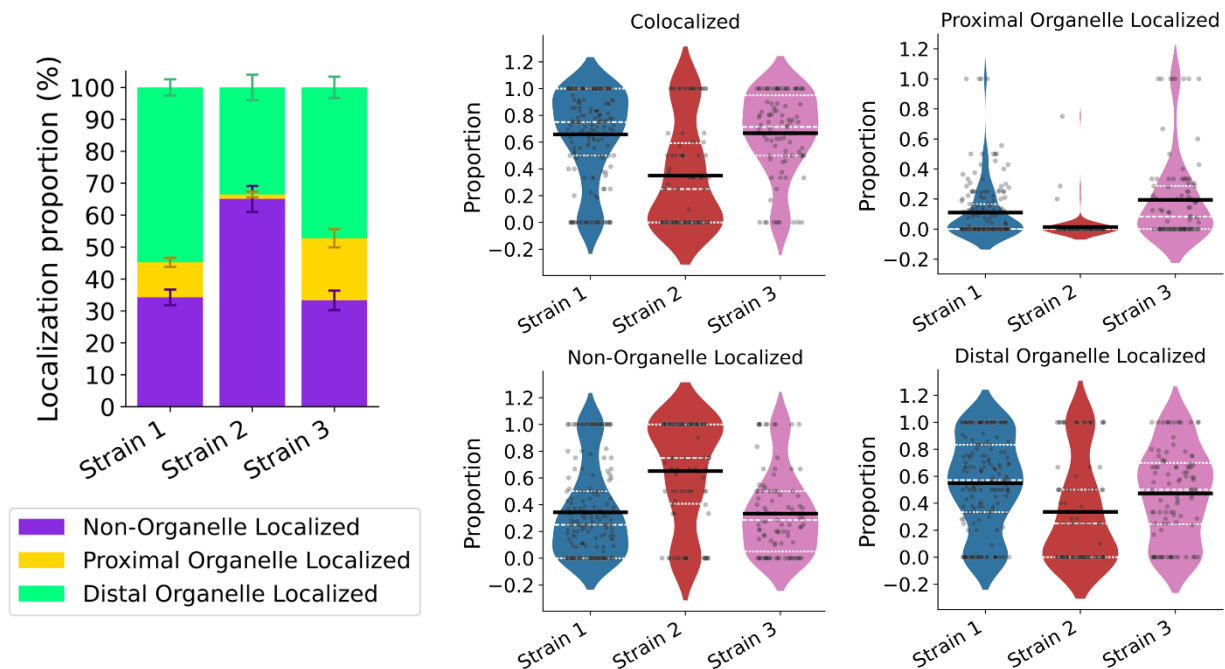 Localization proportion (%)
100
90
80
70
60
50
40
30
20
10
0
Strain 1
Strain 2
Strain 3
Non-Organelle Localized
Proximal Organelle Localized
Distal Organelle Localized
Colocalized
Proportion
1.2
1.0
0.8
0.6
0.4
0.2
0.0
−0.2
Strain 1
Strain 2
Strain 3
Proximal Organelle Localized
Proportion
1.2
1.0
0.8
0.6
0.4
0.2
0.0
−0.2
Strain 1
Strain 2
Strain 3
Non-Organelle Localized
Proportion
1.2
1.0
0.8
0.6
0.4
0.2
0.0
−0.2
Strain 1
Strain 2
Strain 3
Distal Organelle Localized
Proportion
1.2
1.0
0.8
0.6
0.4
0.2
0.0
−0.2
Strain 1
Strain 2
Strain 3